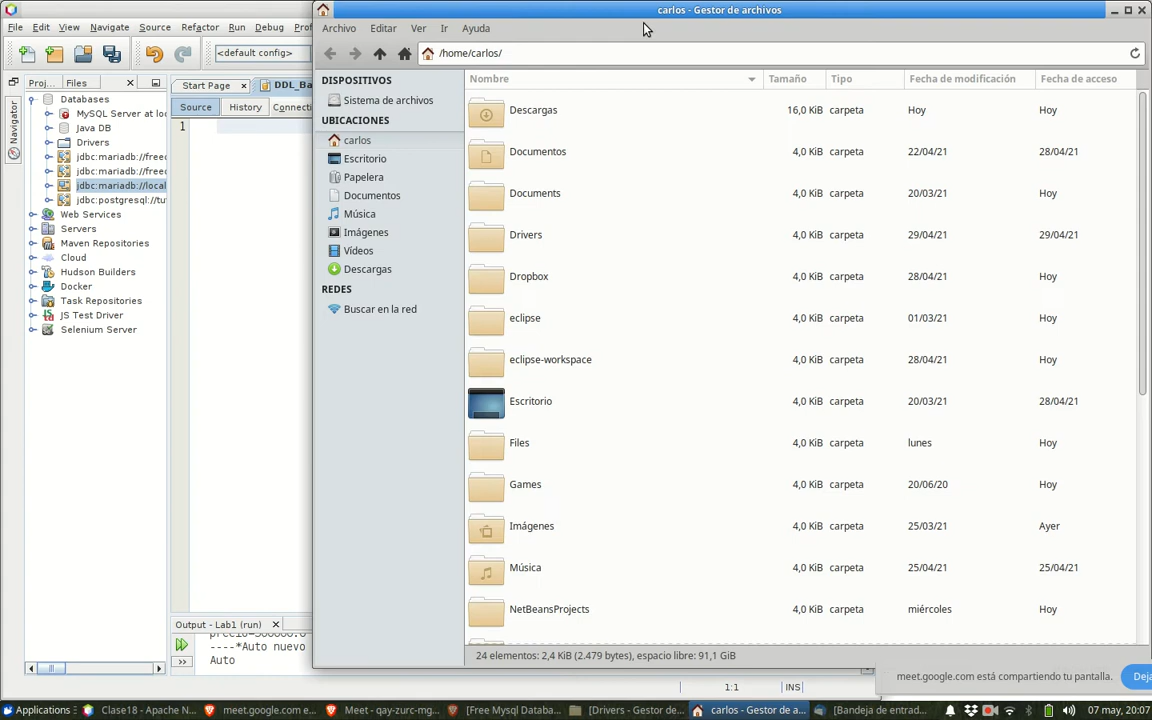 carlos - Gestor de archivos
File Edit View Navigate Source Refactor Run Debug
Archivo Editar Ver Ir Ayuda
<default config>
/home/carlos/
Proj... Files
Start Page
DDL_Ba
Source History Connecti
1
Navigator
Databases
MySQL Server at loc
Java DB
Drivers
jdbc:mariadb://freed
jdbc:mariadb://freed
jdbc:mariadb://local
jdbc:postgresql://tu
Web Services
Servers
Maven Repositories
Cloud
Hudson Builders
Docker
Task Repositories
JS Test Driver
Selenium Server
DISPOSITIVOS
Sistema de archivos
UBICACIONES
carlos
Escritorio
Papelera
Documentos
Música
Imágenes
Vídeos
Descargas
REDES
Buscar en la red
Nombre Tamaño Tipo Fecha de modificación Fecha de acceso
Descargas 16,0 KiB carpeta Hoy Hoy
Documentos 4,0 KiB carpeta 22/04/21 28/04/21
Documents 4,0 KiB carpeta 20/03/21 Hoy
Drivers 4,0 KiB carpeta 29/04/21 29/04/21
Dropbox 4,0 KiB carpeta 28/04/21 Hoy
eclipse 4,0 KiB carpeta 01/03/21 Hoy
eclipse-workspace 4,0 KiB carpeta 28/04/21 Hoy
Escritorio 4,0 KiB carpeta 20/03/21 28/04/21
Files 4,0 KiB carpeta lunes Hoy
Games 4,0 KiB carpeta 20/06/20 Hoy
Imágenes 4,0 KiB carpeta 25/03/21 Ayer
Música 4,0 KiB carpeta 25/04/21 25/04/21
NetBeansProjects 4,0 KiB carpeta miércoles Hoy
24 elementos: 2,4 KiB (2.479 bytes), espacio libre: 91,1 GiB
Output - Lab1 (run)
----*Auto nuevo
Auto
1:1 INS
meet.google.com está compartiendo tu pantalla. Deja
Applications Clase18 - Apache N... meet.google.com e... Meet - qay-zurc-mg... [Free Mysql Databa... [Drivers - Gestor de... carlos - Gestor de a... [Bandeja de entrad... 07 may, 20:07